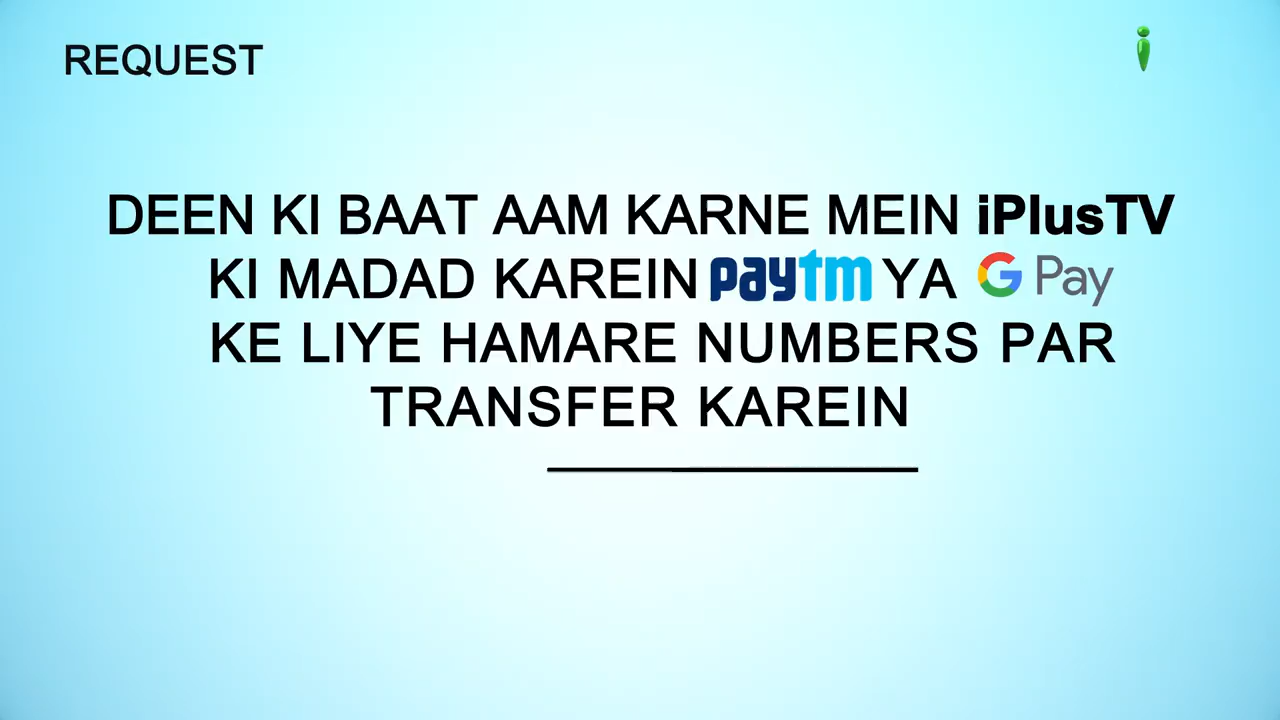 REQUEST
DEEN KI BAAT AAM KARNE MEIN iPlusTV
KI MADAD KAREIN paytm YA G Pay
KE LIYE HAMARE NUMBERS PAR
TRANSFER KAREIN